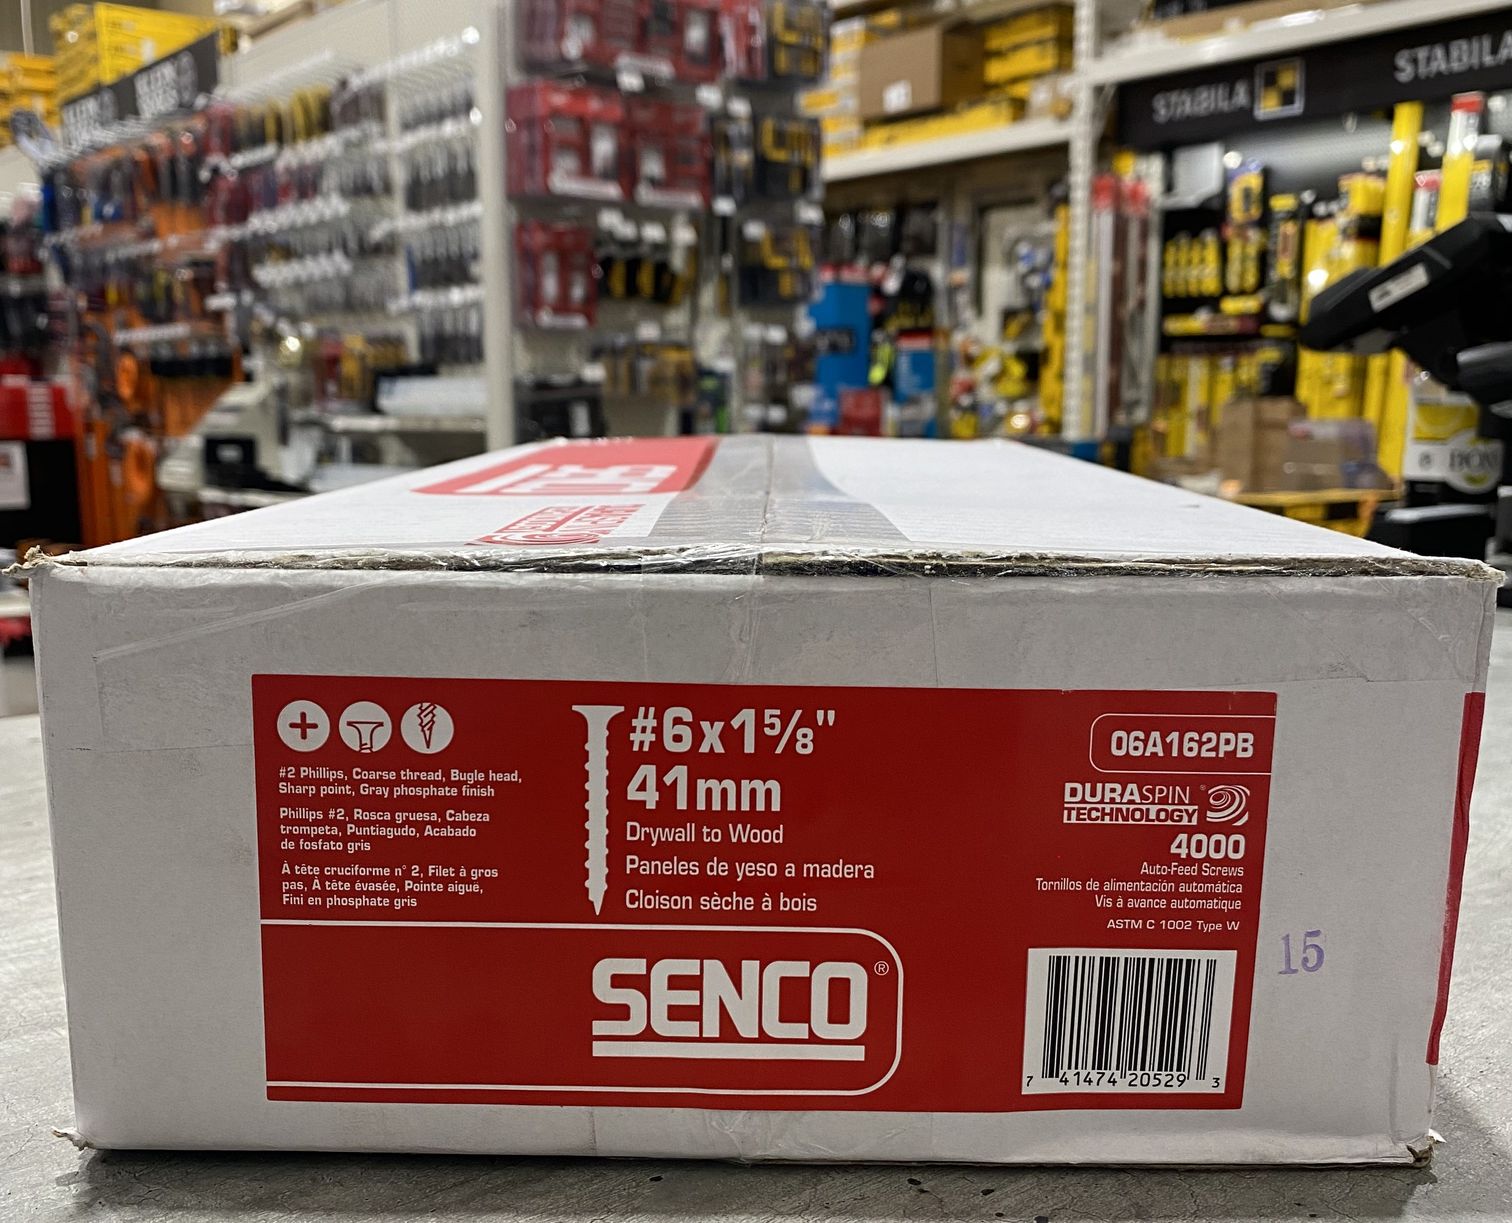 STABILA
STABILA
#2 Phillips, Coarse thread, Bugle head,
Sharp point, Gray phosphate finish
Phillips #2, Rosca gruesa, Cabeza
trompeta, Puntiagudo, Acabado
de fosfato gris
À tête cruciforme n° 2, Filet à gros
pas, À tête évasée, Pointe aiguë,
Fini en phosphate gris
#6x1⅝"
41mm
Drywall to Wood
Paneles de yeso a madera
Cloison sèche à bois
06A162PB
DURASPIN®
TECHNOLOGY
4000
Auto-Feed Screws
Tornillos de alimentación automática
Vis à avance automatique
ASTM C 1002 Type W
SENCO®
7 41474 20529 3
15